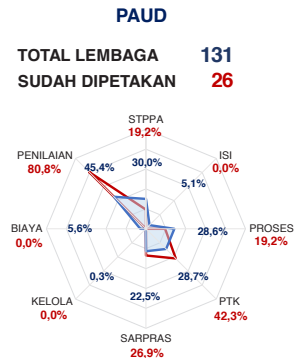 PAUD
TOTAL LEMBAGA 131
SUDAH DIPETAKAN 26
STPPA
19,2%
PENILAIAN
80,8%
ISI
0,0%
45,4%
30,0%
5,1%
BIAYA
0,0%
5,6%
28,6%
PROSES
19,2%
0,3%
28,7%
22,5%
KELOLA
0,0%
PTK
42,3%
SARPRAS
26,9%